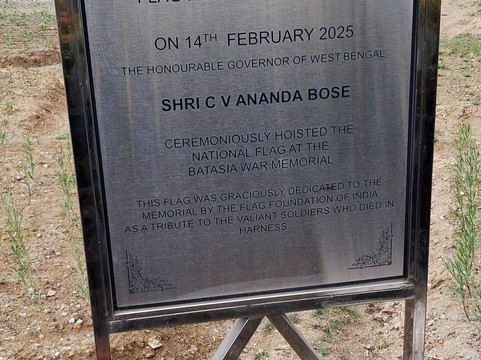 ON 14TH FEBRUARY 2025
THE HONOURABLE GOVERNOR OF WEST BENGAL
SHRI C V ANANDA BOSE
CEREMONIOUSLY HOISTED THE
NATIONAL FLAG AT THE
BATASIA WAR MEMORIAL
THIS FLAG WAS GRACIOUSLY DEDICATED TO THE
MEMORIAL BY THE FLAG FOUNDATION OF INDIA
AS A TRIBUTE TO THE VALIANT SOLDIERS WHO DIED IN
HARNESS